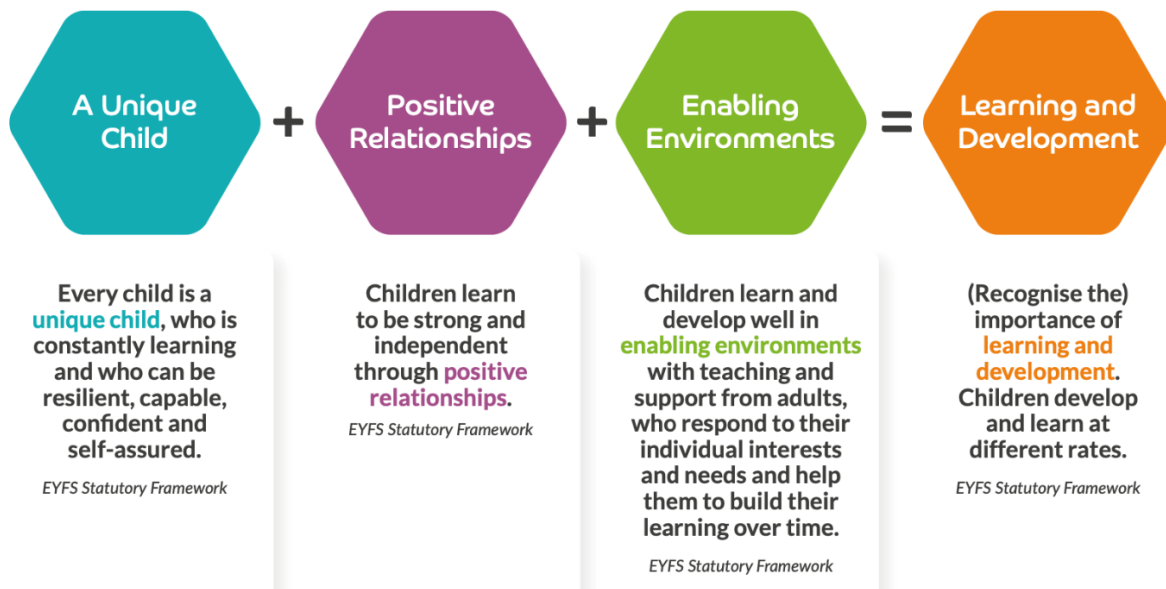 A Unique
Child
+
Positive
Relationships
+
Enabling
Environments
=
Learning and
Development
Every child is a
unique child, who is
constantly learning
and who can be
resilient, capable,
confident and
self-assured.
EYFS Statutory Framework
Children learn
to be strong and
independent
through positive
relationships.
EYFS Statutory Framework
Children learn and
develop well in
enabling environments
with teaching and
support from adults,
who respond to their
individual interests
and needs and help
them to build their
learning over time.
EYFS Statutory Framework
(Recognise the)
importance of
learning and
development.
Children develop
and learn at
different rates.
EYFS Statutory Framework